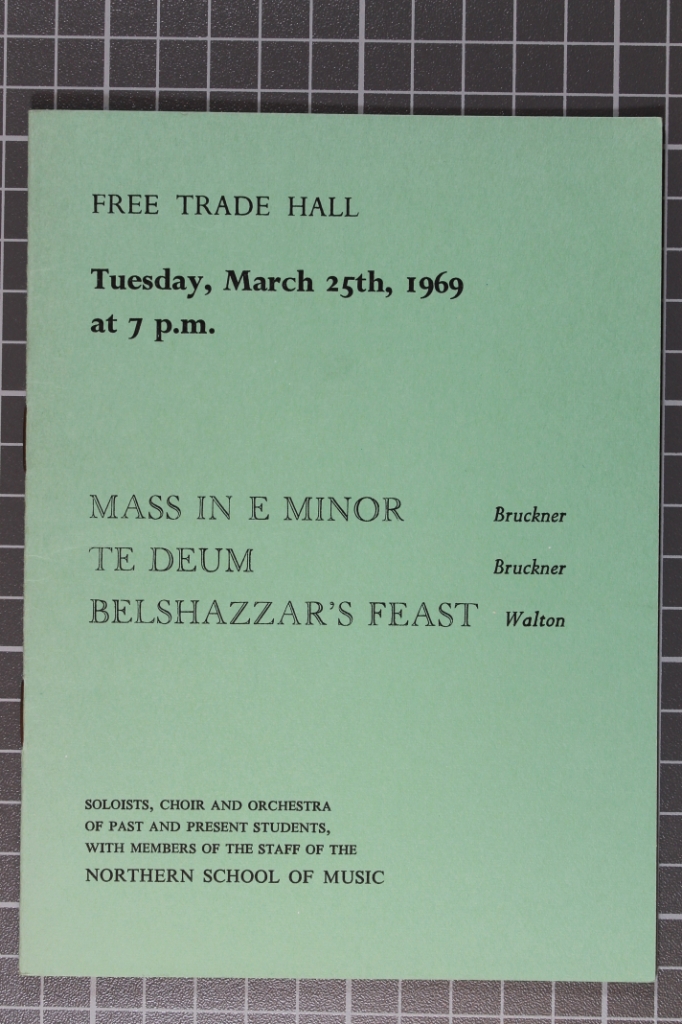 FREE TRADE HALL
Tuesday, March 25th, 1969
at 7 p.m.
MASS IN E MINOR Bruckner
TE DEUM Bruckner
BELSHAZZAR'S FEAST Walton
SOLOISTS, CHOIR AND ORCHESTRA
OF PAST AND PRESENT STUDENTS,
WITH MEMBERS OF THE STAFF OF THE
NORTHERN SCHOOL OF MUSIC